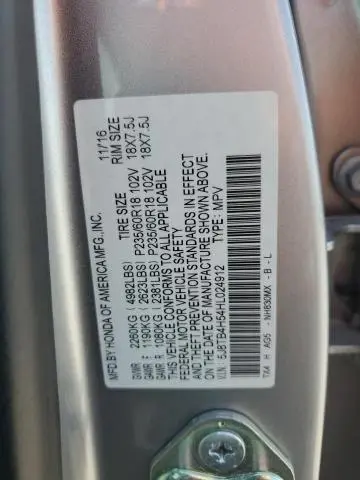 MFD.BY HONDA OF AMERICA MFG.,INC. 11/16
TIRE SIZE RIM SIZE
GVWR 2260KG ( 4982LBS)
GAWR F 1190KG ( 2623LBS) P235/60R18 102V 18X7.5J
GAWR R 1080KG ( 2381LBS) P235/60R18 102V 18X7.5J
THIS VEHICLE CONFORMS TO ALL APPLICABLE
FEDERAL MOTOR VEHICLE SAFETY
AND THEFT PREVENTION STANDARDS IN EFFECT
ON THE DATE OF MANUFACTURE SHOWN ABOVE.
V.I.N.: 5J8TB4H54HL024912 TYPE: MPV
TX4 H AG5 - NH830MX - B - L